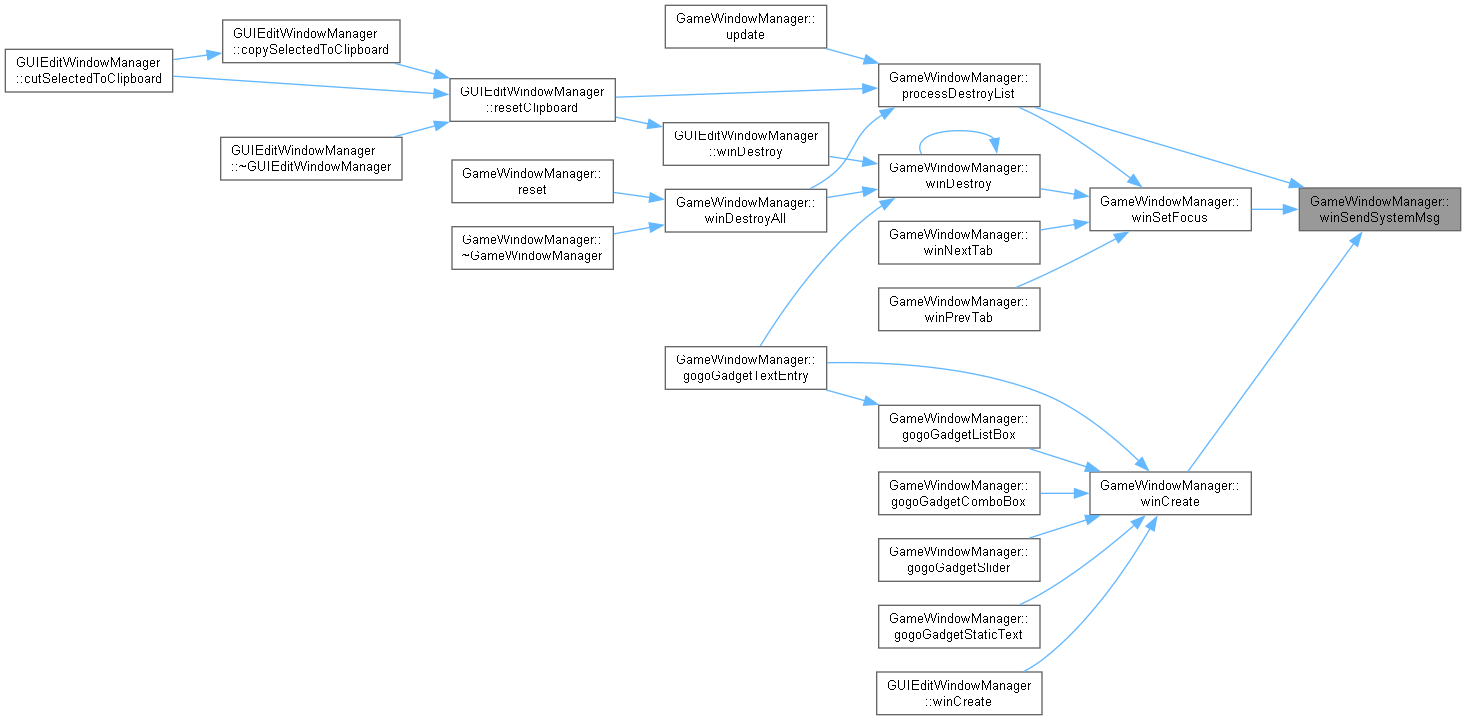 GUIEditWindowManager
::cutSelectedToClipboard
GUIEditWindowManager
::copySelectedToClipboard
GUIEditWindowManager
::~GUIEditWindowManager
GUIEditWindowManager
::resetClipboard
GameWindowManager::
reset
GameWindowManager::
~GameWindowManager
GameWindowManager::
update
GUIEditWindowManager
::winDestroy
GameWindowManager::
winDestroyAll
GameWindowManager::
gogoGadgetTextEntry
GameWindowManager::
processDestroyList
GameWindowManager::
winDestroy
GameWindowManager::
winNextTab
GameWindowManager::
winPrevTab
GameWindowManager::
gogoGadgetListBox
GameWindowManager::
gogoGadgetComboBox
GameWindowManager::
gogoGadgetSlider
GameWindowManager::
gogoGadgetStaticText
GUIEditWindowManager
::winCreate
GameWindowManager::
winSetFocus
GameWindowManager::
winCreate
GameWindowManager::
winSendSystemMsg